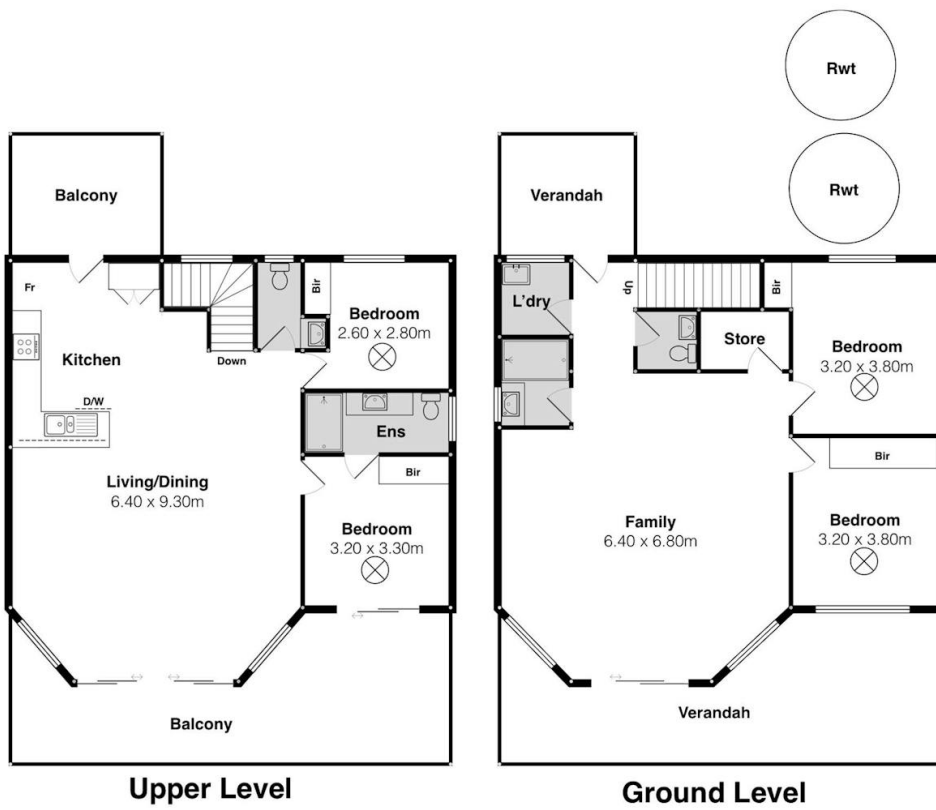 Rwt
Rwt
Balcony
Verandah
Fr
Kitchen
D/W
Down
Bir
Bedroom
2.60 x 2.80m
Ens
Living/Dining
6.40 x 9.30m
Bir
Bedroom
3.20 x 3.30m
Balcony
Upper Level
L'dry
Up
Store
Bir
Bedroom
3.20 x 3.80m
Family
6.40 x 6.80m
Bir
Bedroom
3.20 x 3.80m
Verandah
Ground Level